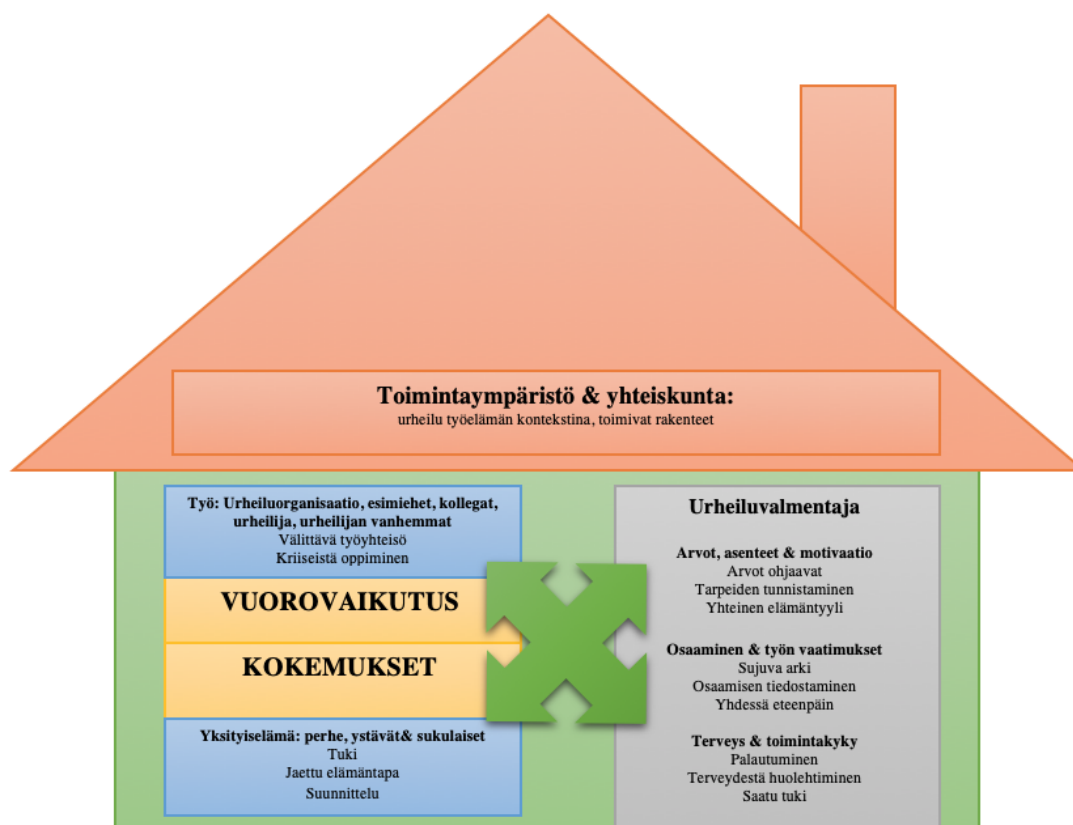 Toimintaympäristö & yhteiskunta:
urheilu työelämän kontekstina, toimivat rakenteet
Työ: Urheiluorganisaatio, esimiehet, kollegat,
urheilija, urheilijan vanhemmat
Välittävä työyhteisö
Kriiseistä oppiminen
VUOROVAIKUTUS
KOKEMUKSET
Yksityiselämä: perhe, ystävät& sukulaiset
Tuki
Jaettu elämäntapa
Suunnittelu
Urheiluvalmentaja
Arvot, asenteet & motivaatio
Arvot ohjaavat
Tarpeiden tunnistaminen
Yhteinen elämäntyyli
Osaaminen & työn vaatimukset
Sujuva arki
Osaamisen tiedostaminen
Yhdessä eteenpäin
Terveys & toimintakyky
Palautuminen
Terveydestä huolehtiminen
Saatu tuki